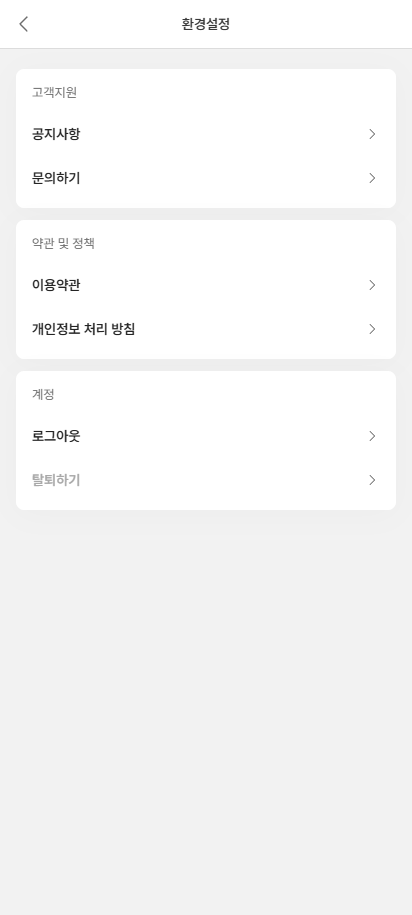 환경설정
고객지원
공지사항
문의하기
약관 및 정책
이용약관
개인정보 처리 방침
계정
로그아웃
탈퇴하기